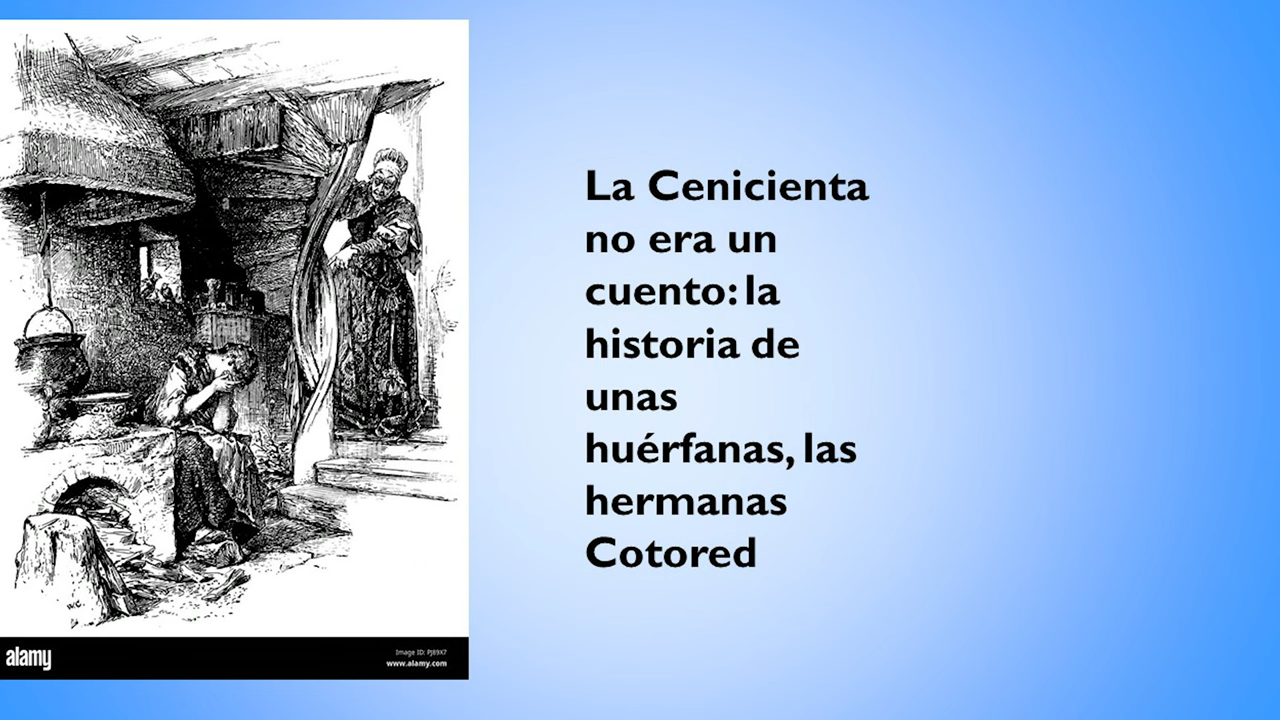 La Cenicienta
no era un
cuento: la
historia de
unas
huérfanas, las
hermanas
Cotored
alamy
Image ID: PJ89X7
www.alamy.com